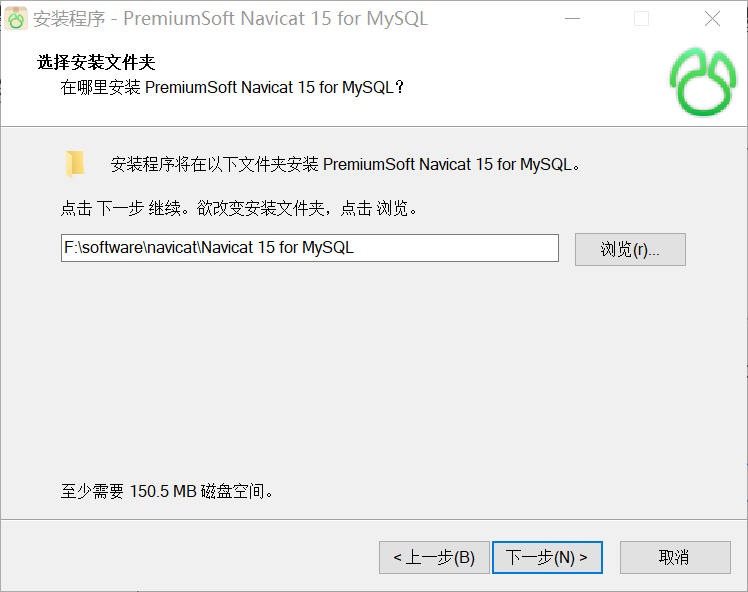 安装程序 - PremiumSoft Navicat 15 for MySQL
选择安装文件夹
在哪里安装 PremiumSoft Navicat 15 for MySQL？
安装程序将在以下文件夹安装 PremiumSoft Navicat 15 for MySQL。
点击 下一步 继续。欲改变安装文件夹，点击 浏览。
F:\software\navicat\Navicat 15 for MySQL
浏览(r)...
至少需要 150.5 MB 磁盘空间。
< 上一步(B)
下一步(N) >
取消